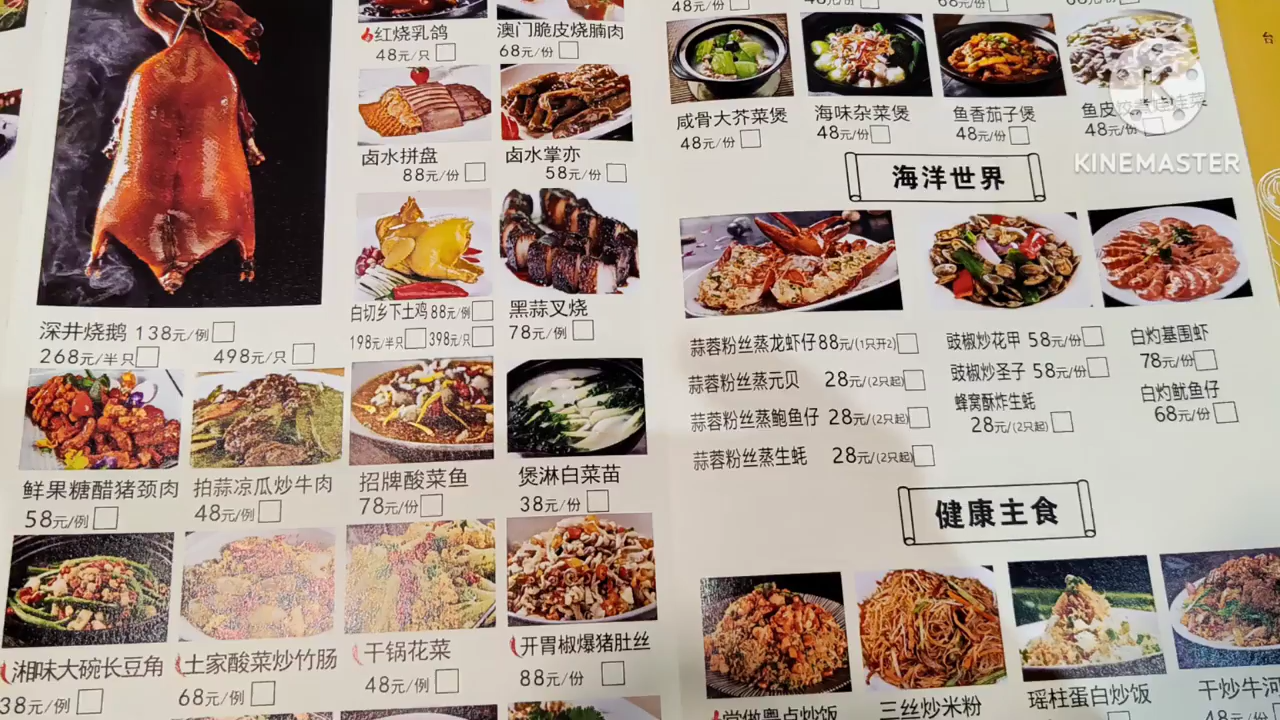 红烧乳鸽
48元/只
澳门脆皮烧腩肉
68元/份
卤水拼盘
88元/份
卤水掌亦
58元/份
深井烧鹅 138元/例
268元/半只 498元/只
白切乡下土鸡 88元/例
198元/半只 398元/只
黑蒜叉烧
78元/例
鲜果糖醋猪颈肉
58元/例
拍蒜凉瓜炒牛肉
48元/例
招牌酸菜鱼
78元/份
煲淋白菜苗
38元/份
湘味大碗长豆角
38元/例
土家酸菜炒竹肠
68元/例
干锅花菜
48元/例
开胃椒爆猪肚丝
88元/份
48元/份
咸骨大芥菜煲
48元/份
海味杂菜煲
48元/份
鱼香茄子煲
48元/份
鱼皮饺煮娃娃菜
48元/份
KINEMASTER
台
海洋世界
蒜蓉粉丝蒸龙虾仔 88元/(1只开2)
蒜蓉粉丝蒸元贝 28元/(2只起)
蒜蓉粉丝蒸鲍鱼仔 28元/(2只起)
蒜蓉粉丝蒸生蚝 28元/(2只起)
豉椒炒花甲 58元/份
豉椒炒圣子 58元/份
蜂窝酥炸生蚝
28元/(2只起)
白灼基围虾
78元/份
白灼鱿鱼仔
68元/份
健康主食
三丝炒米粉
瑶柱蛋白炒饭
干炒牛河